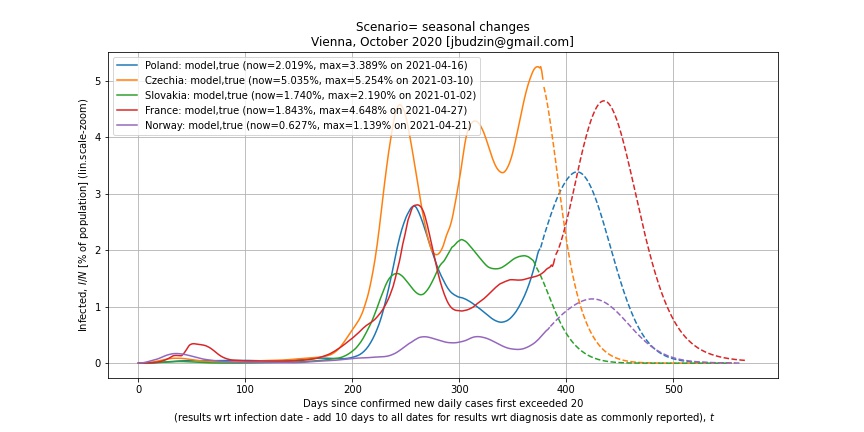 Scenario= seasonal changes
Vienna, October 2020 [jbudzin@gmail.com]
Poland: model,true (now=2.019%, max=3.389% on 2021-04-16)
Czechia: model,true (now=5.035%, max=5.254% on 2021-03-10)
Slovakia: model,true (now=1.740%, max=2.190% on 2021-01-02)
France: model,true (now=1.843%, max=4.648% on 2021-04-27)
Norway: model,true (now=0.627%, max=1.139% on 2021-04-21)
Infected, I/N [% of population] (lin.scale-zoom)
5
4
3
2
1
0
0 100 200 300 400 500
Days since confirmed new daily cases first exceeded 20
(results wrt infection date - add 10 days to all dates for results wrt diagnosis date as commonly reported), t